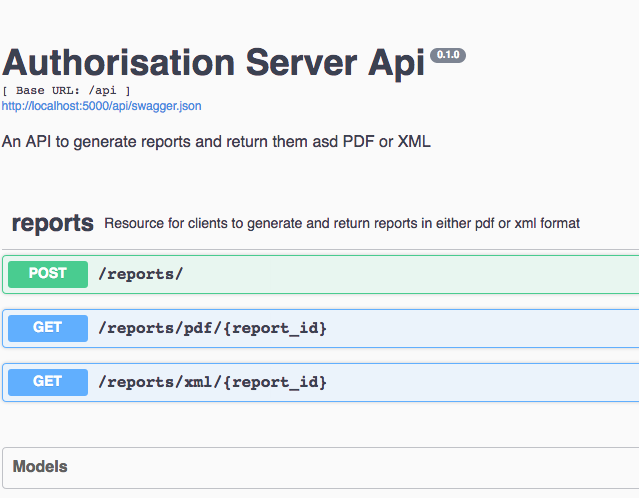 Authorisation Server Api 0.1.0
[ Base URL: /api ]
http://localhost:5000/api/swagger.json
An API to generate reports and return them asd PDF or XML
reports Resource for clients to generate and return reports in either pdf or xml format
POST /reports/
GET /reports/pdf/{report_id}
GET /reports/xml/{report_id}
Models